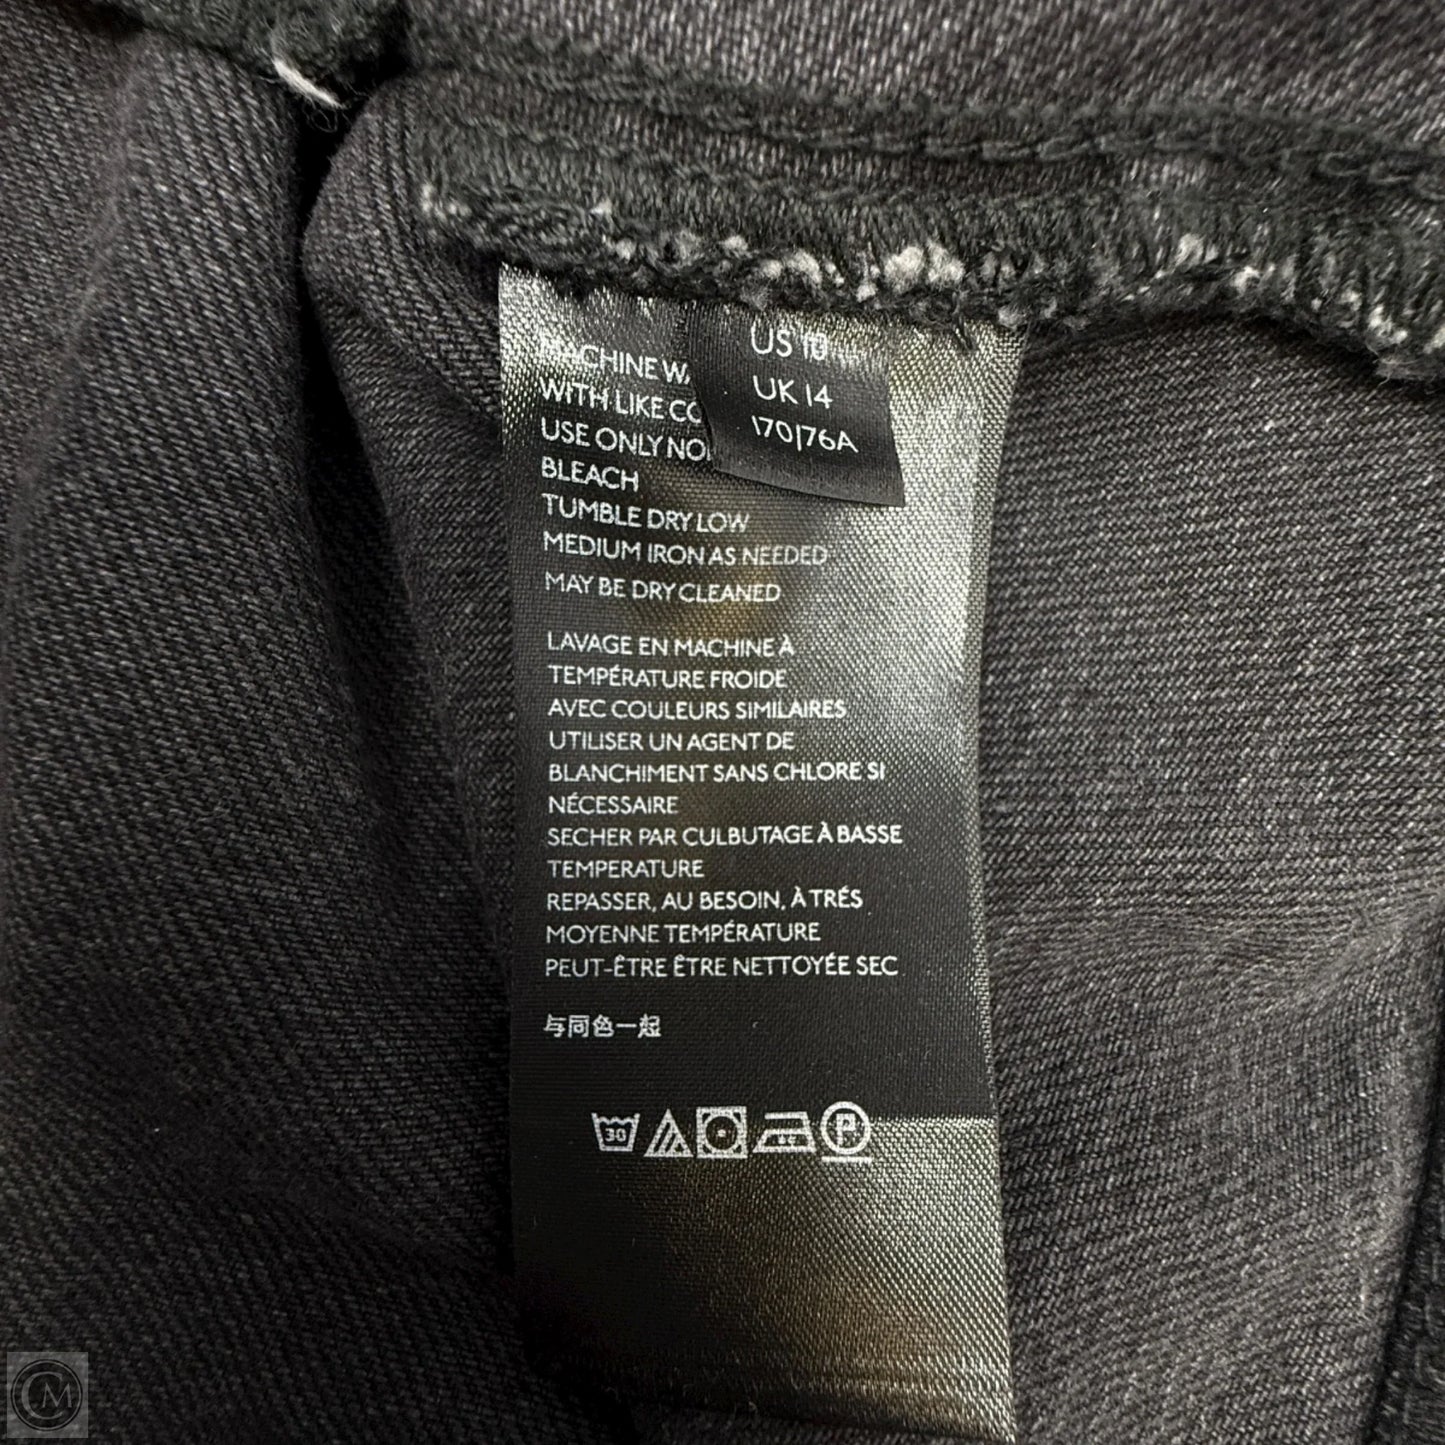 US 10
UK 14
170/76A
MACHINE
WITH LIKE
USE ONLY
BLEACH
TUMBLE DRY LOW
MEDIUM IRON AS NEEDED
MAY BE DRY CLEANED
LAVAGE EN MACHINE À
TEMPÉRATURE FROIDE
AVEC COULEURS SIMILAIRES
UTILISER UN AGENT DE
BLANCHIMENT SANS CHLORE SI
NÉCESSAIRE
SECHER PAR CULBUTAGE À BASSE
TEMPERATURE
REPASSER, AU BESOIN, À TRÉS
MOYENNE TEMPÉRATURE
PEUT-ÊTRE ÊTRE NETTOYÉE SEC
与同色一起
30
P
CM